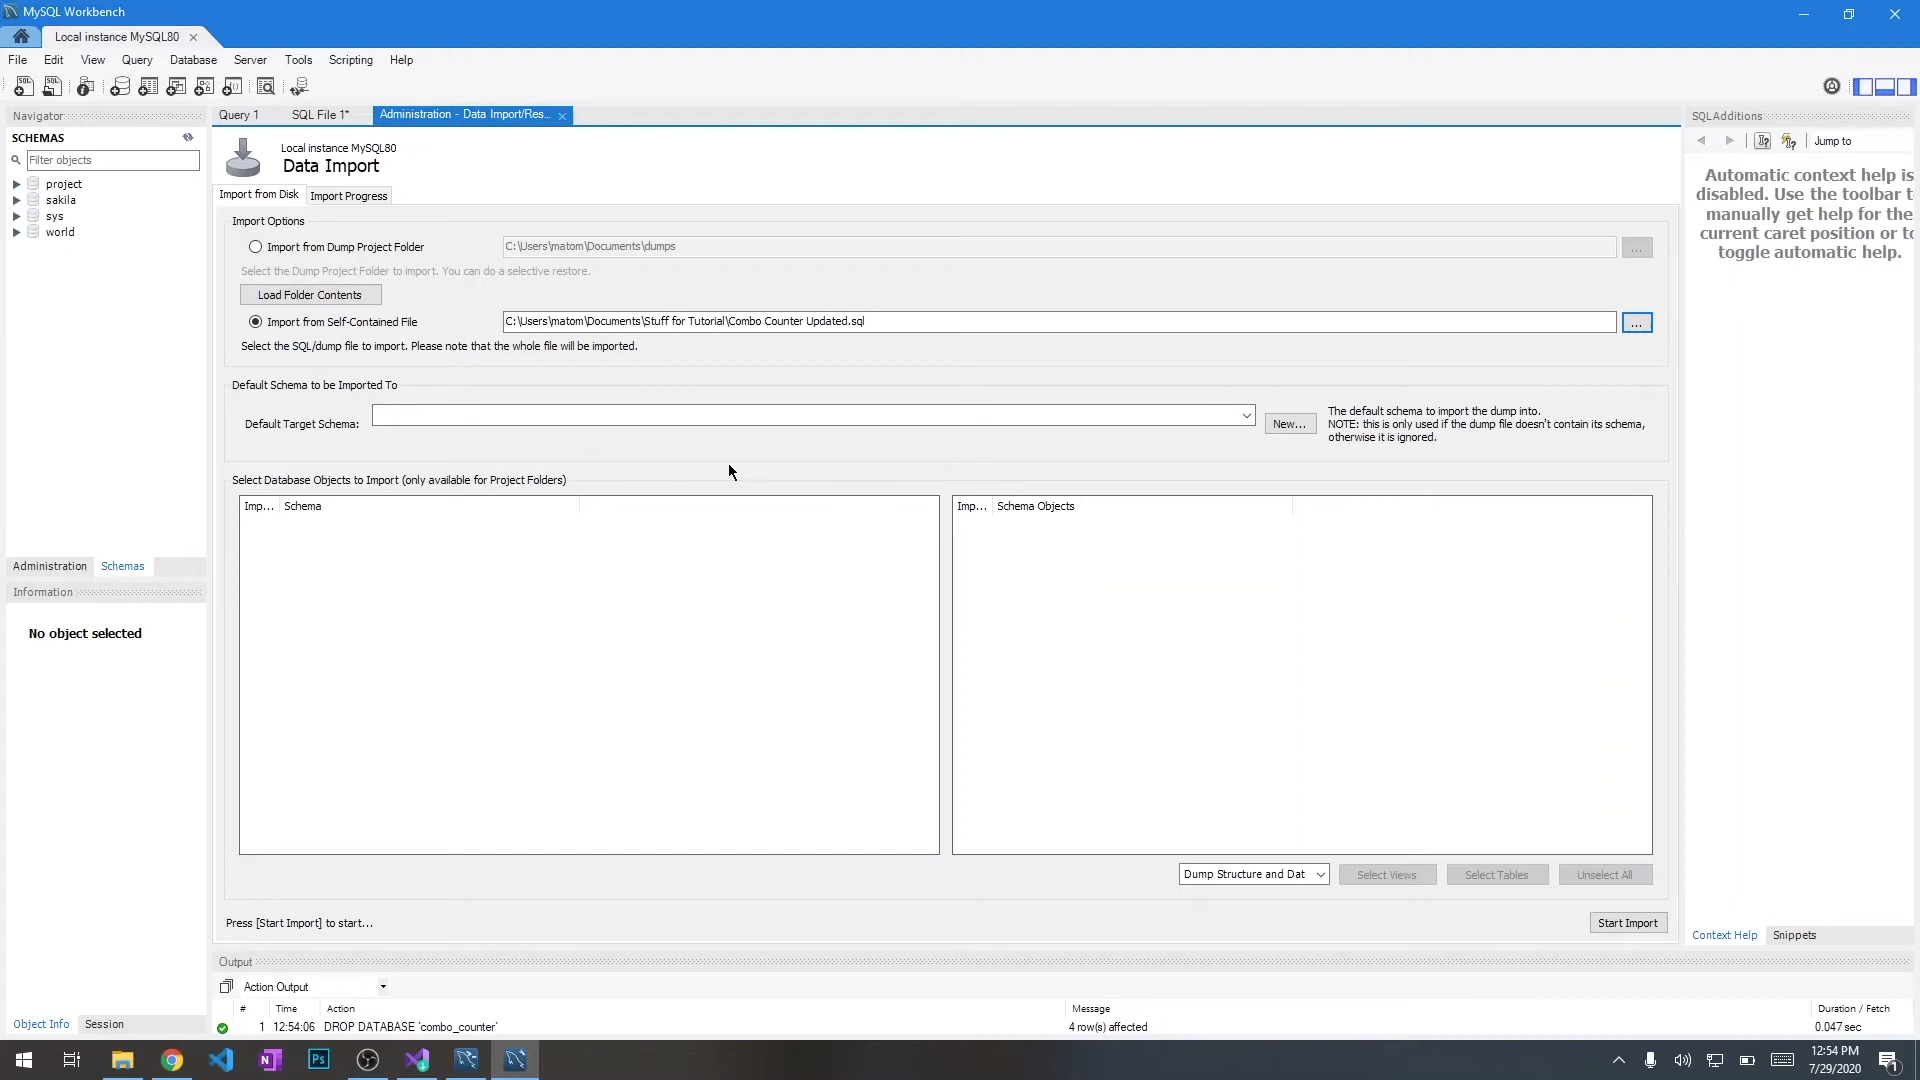 MySQL Workbench
Local instance MySQL80
File Edit View Query Database Server Tools Scripting Help
Navigator
SCHEMAS
Filter objects
project
sakila
sys
world
Administration Schemas
Information
No object selected
Object Info Session
Query 1 SQL File 1* Administration - Data Import/Res...
Local instance MySQL80
Data Import
Import from Disk Import Progress
Import Options
Import from Dump Project Folder C:\Users\matom\Documents\dumps ...
Select the Dump Project Folder to import. You can do a selective restore.
Load Folder Contents
Import from Self-Contained File C:\Users\matom\Documents\Stuff for Tutorial\Combo Counter Updated.sql ...
Select the SQL/dump file to import. Please note that the whole file will be imported.
Default Schema to be Imported To
Default Target Schema: New...
The default schema to import the dump into.
NOTE: this is only used if the dump file doesn't contain its schema,
otherwise it is ignored.
Select Database Objects to Import (only available for Project Folders)
Imp... Schema
Imp... Schema Objects
Dump Structure and Dat Select Views Select Tables Unselect All
Press [Start Import] to start... Start Import
SQLAdditions
Jump to
Automatic context help is
disabled. Use the toolbar t
manually get help for the
current caret position or to
toggle automatic help.
Context Help Snippets
Output
Action Output
# Time Action Message Duration / Fetch
1 12:54:06 DROP DATABASE `combo_counter` 4 row(s) affected 0.047 sec
12:54 PM
7/29/2020